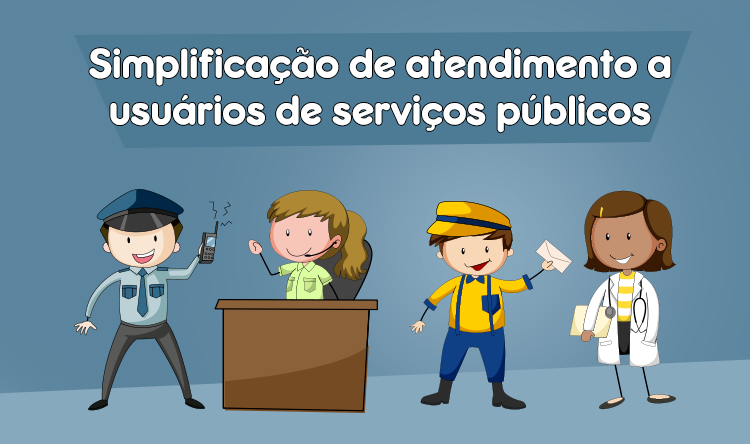 Simplificação de atendimento a
usuários de serviços públicos